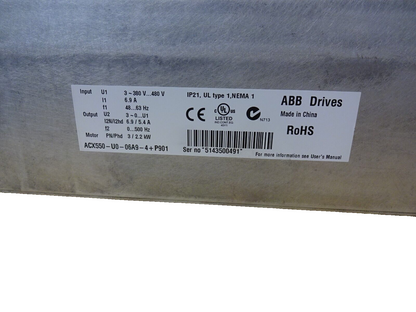 Input U1 3~380 V...480 V
I1 6.9 A
f1 48...63 Hz
Output U2 3~0...U1
I2N/I2hd 6.9 / 5.4 A
f2 0...500 Hz
Motor PN/Phd 3 / 2.2 kW
ACX550-U0-06A9-4+P901
IP21, UL type 1,NEMA 1
CE
UL
LISTED
N713
Ser no *5143500491*
ABB Drives
Made in China
RoHS
For more information see User's Manual